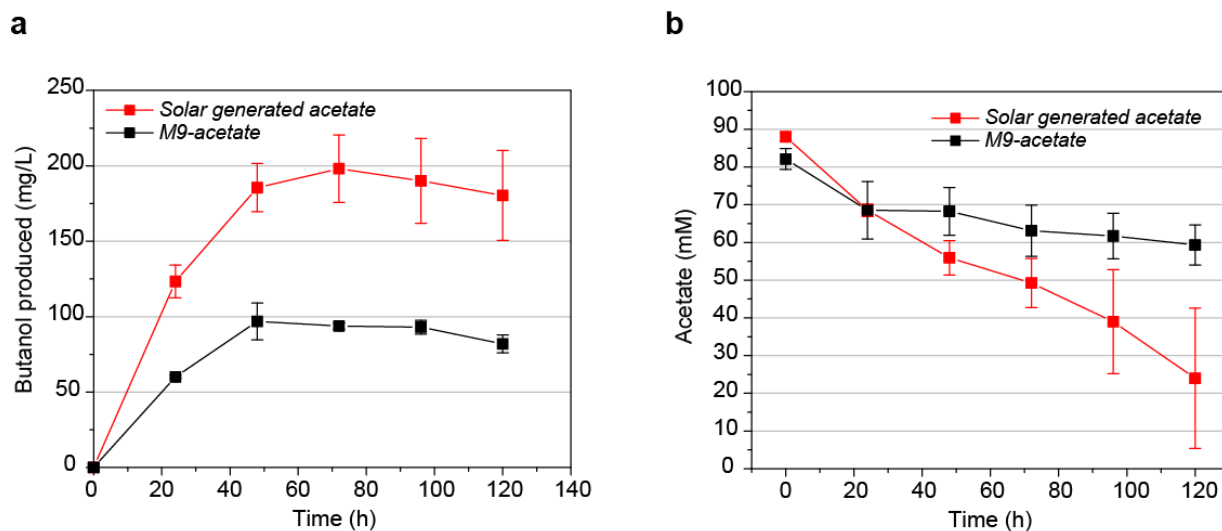 a
250
200
150
100
50
0
Butanol produced (mg/L)
Solar generated acetate
M9-acetate
0 20 40 60 80 100 120 140
Time (h)
b
100
90
80
70
60
50
40
30
20
10
0
Acetate (mM)
Solar generated acetate
M9-acetate
0 20 40 60 80 100 120
Time (h)